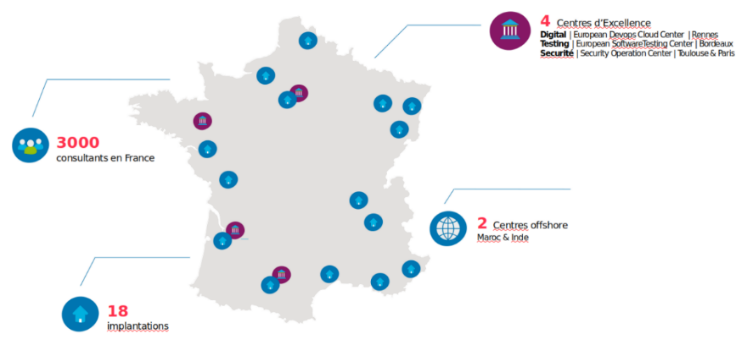 4 Centres d’Excellence
Digital | European Devops Cloud Center | Rennes
Testing | European SoftwareTesting Center | Bordeaux
Securité | Security Operation Center | Toulouse & Paris
3000
consultants en France
2 Centres offshore
Maroc & Inde
18
implantations